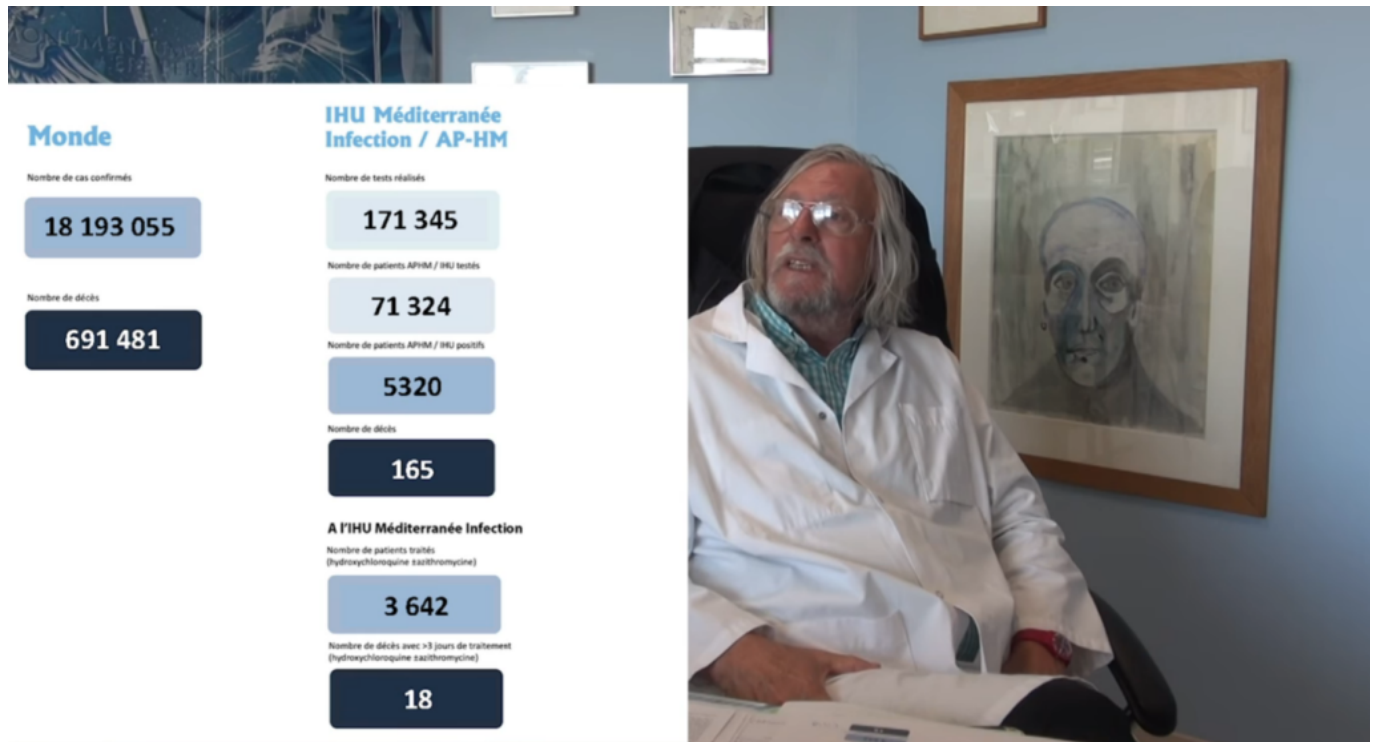 MONUMENTUM
Monde
Nombre de cas confirmés
18 193 055
Nombre de décès
691 481
IHU Méditerranée
Infection / AP-HM
Nombre de tests réalisés
171 345
Nombre de patients APHM / IHU testés
71 324
Nombre de patients APHM / IHU positifs
5320
Nombre de décès
165
A l'IHU Méditerranée Infection
Nombre de patients traités
(hydroxychloroquine ±azithromycine)
3 642
Nombre de décès avec >3 jours de traitement
(hydroxychloroquine ±azithromycine)
18